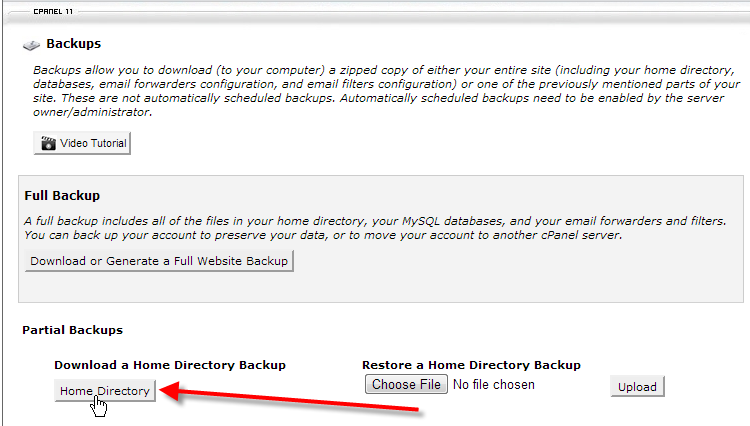 CPANEL 11
Backups
Backups allow you to download (to your computer) a zipped copy of either your entire site (including your home directory,
databases, email forwarders configuration, and email filters configuration) or one of the previously mentioned parts of your
site. These are not automatically scheduled backups. Automatically scheduled backups need to be enabled by the server
owner/administrator.
Video Tutorial
Full Backup
A full backup includes all of the files in your home directory, your MySQL databases, and your email forwarders and filters.
You can back up your account to preserve your data, or to move your account to another cPanel server.
Download or Generate a Full Website Backup
Partial Backups
Download a Home Directory Backup
Home Directory
Restore a Home Directory Backup
Choose File No file chosen
Upload